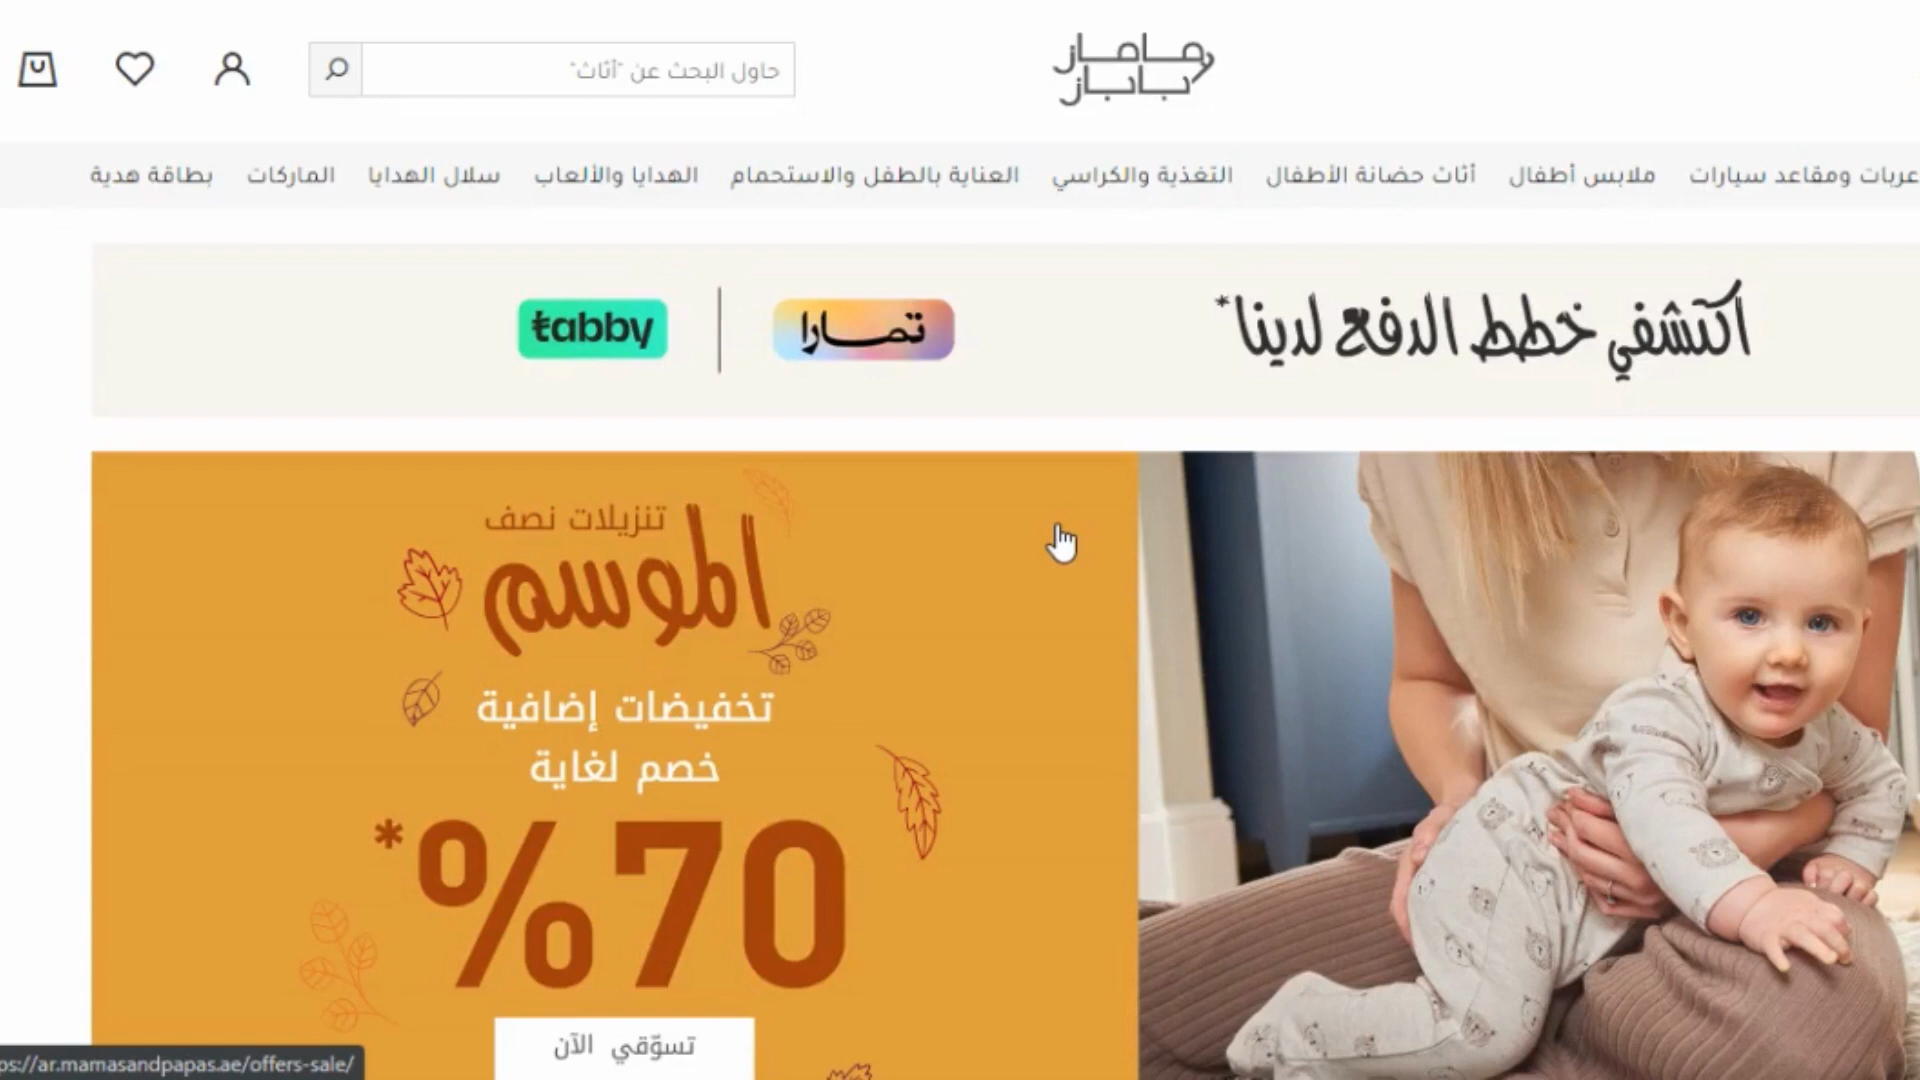 ماماز
باباز
حاول البحث عن "أثاث"
عربات ومقاعد سيارات
ملابس أطفال
أثاث حضانة الأطفال
التغذية والكراسي
العناية بالطفل والاستحمام
الهدايا والألعاب
سلال الهدايا
الماركات
بطاقة هدية
اكتشفي خطط الدفع لدينا*
تمارا
tabby
تنزيلات نصف
الموسم
تخفيضات إضافية
خصم لغاية
70%*
تسوّقي الآن
ps://ar.mamasandpapas.ae/offers-sale/